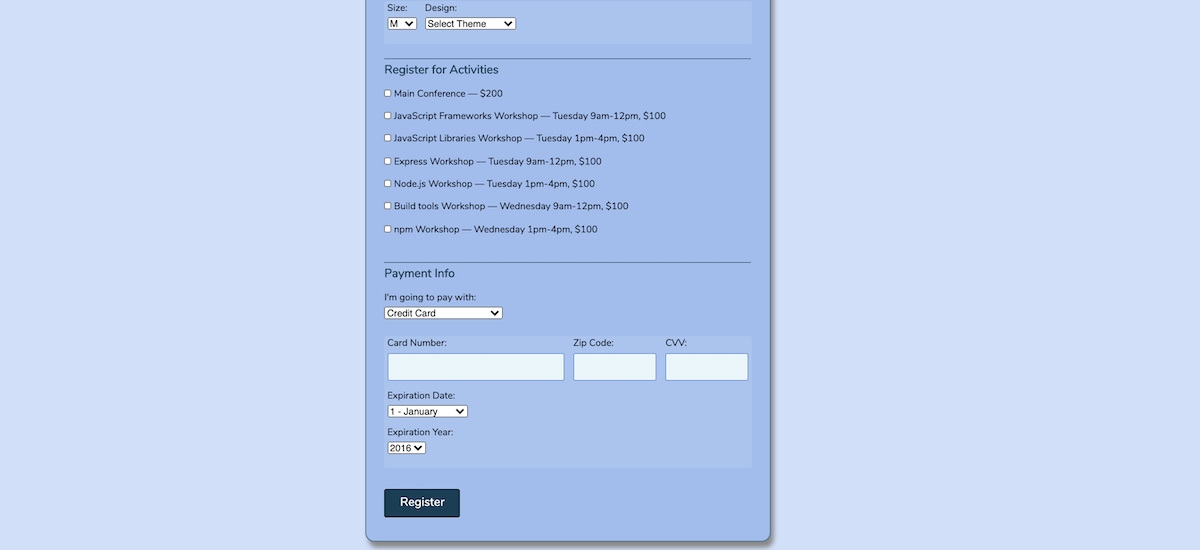 Size: Design:
M Select Theme
Register for Activities
Main Conference — $200
JavaScript Frameworks Workshop — Tuesday 9am-12pm, $100
JavaScript Libraries Workshop — Tuesday 1pm-4pm, $100
Express Workshop — Tuesday 9am-12pm, $100
Node.js Workshop — Tuesday 1pm-4pm, $100
Build tools Workshop — Wednesday 9am-12pm, $100
npm Workshop — Wednesday 1pm-4pm, $100
Payment Info
I'm going to pay with:
Credit Card
Card Number: Zip Code: CVV:
Expiration Date:
1 - January
Expiration Year:
2016
Register